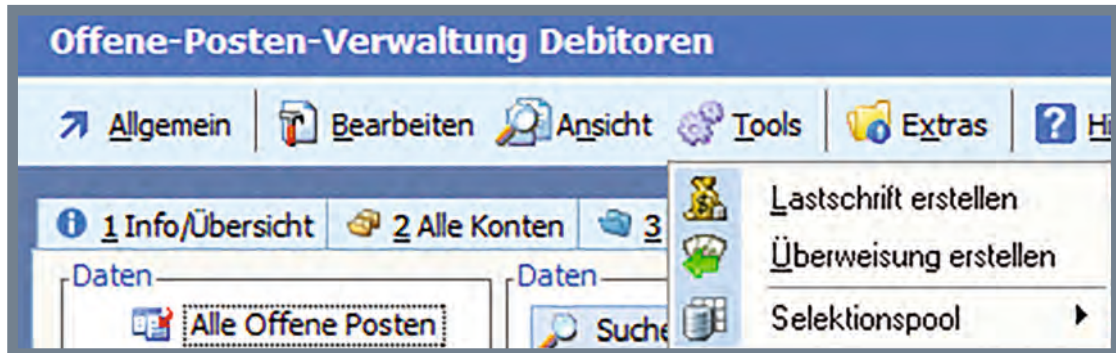 Offene-Posten-Verwaltung Debitoren
Allgemein Bearbeiten Ansicht Tools Extras
Lastschrift erstellen
1 Info/Übersicht 2 Alle Konten 3
Überweisung erstellen
Daten Daten
Alle Offene Posten Suche Selektionspool